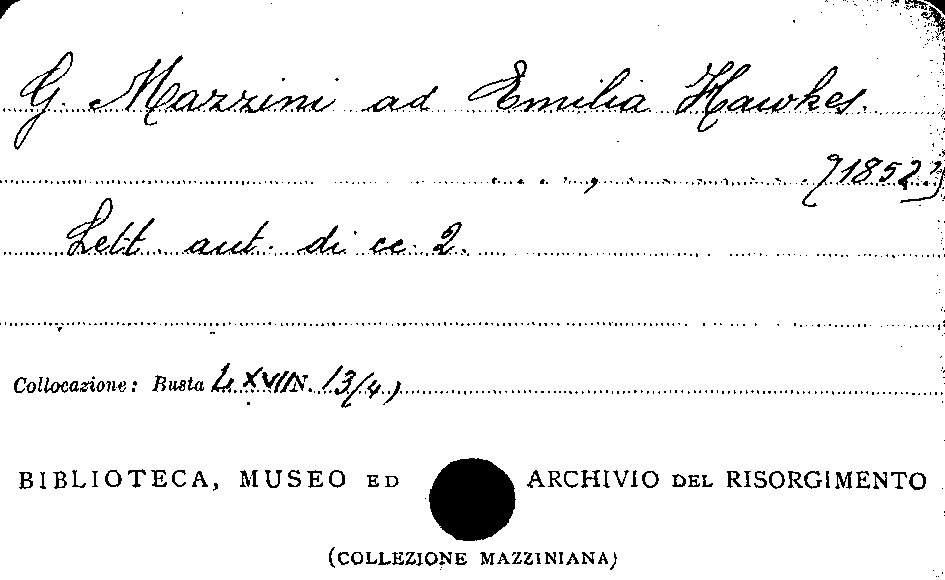 G. Mazzini ad Emilia Hawkes.
[1852?]
Lett. aut. di cc. 2.
Collocazione: Busta LXVII N. 13/(4)
BIBLIOTECA, MUSEO ED ARCHIVIO DEL RISORGIMENTO
(COLLEZIONE MAZZINIANA)